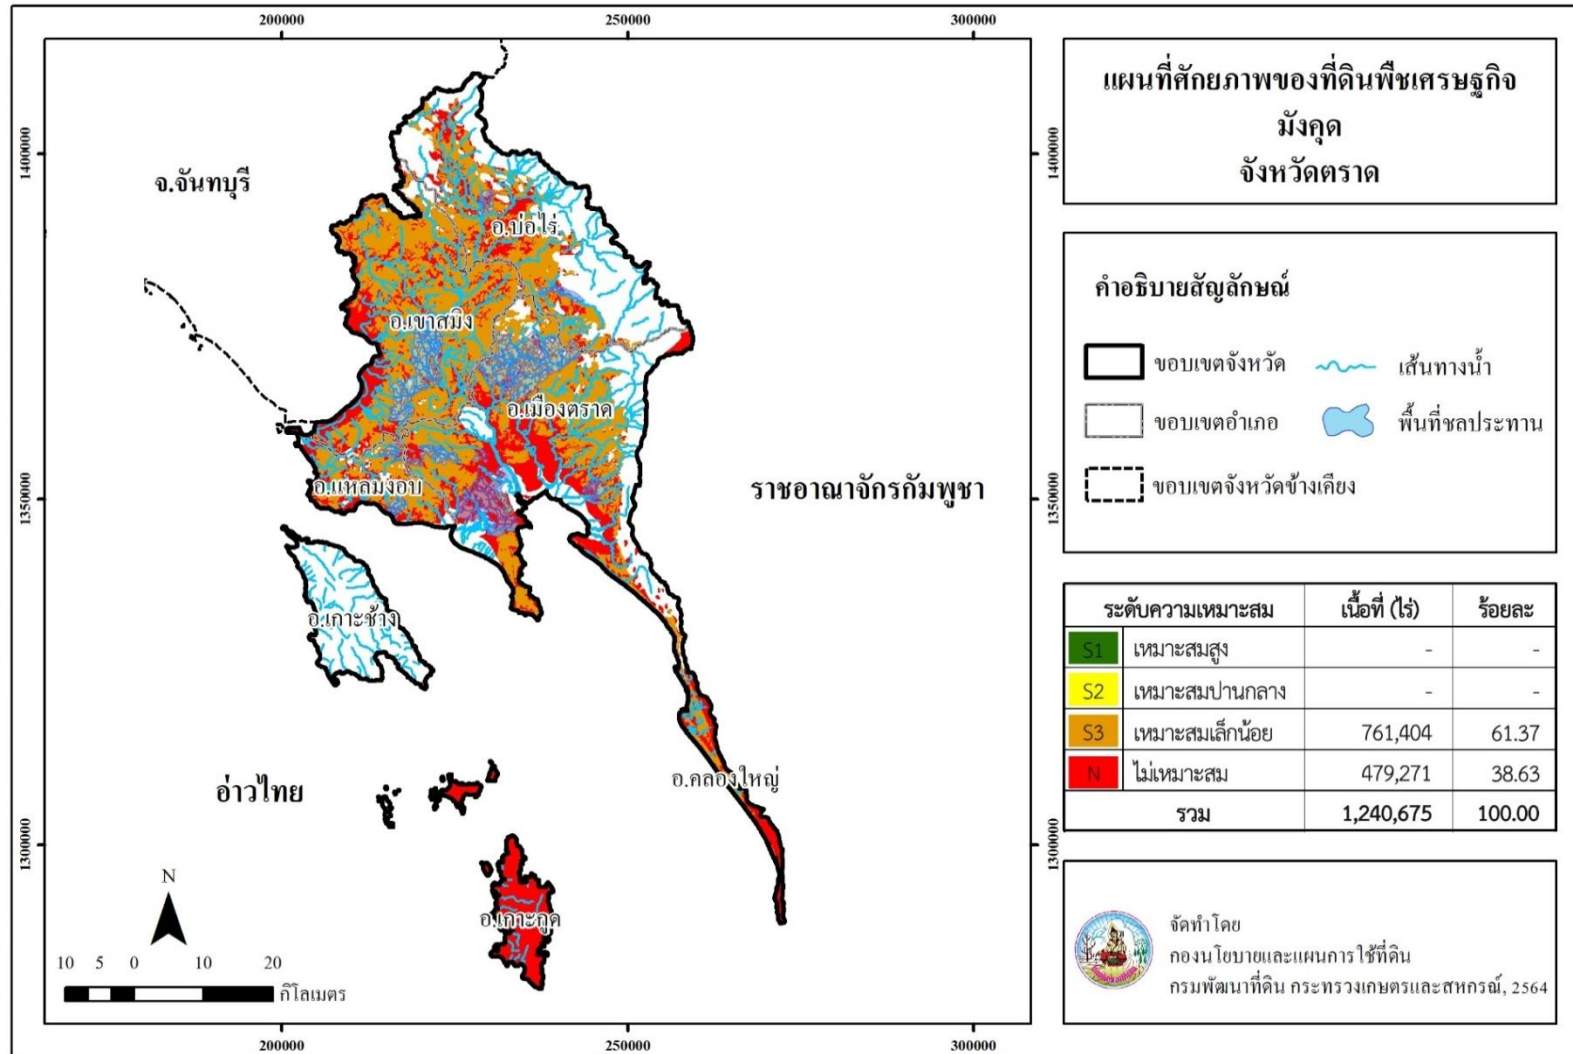 200000
250000
300000
แผนที่ศักยภาพของที่ดินพืชเศรษฐกิจ
มังคุด
จังหวัดตราด
1400000
1400000
จ.จันทบุรี
อ.บ่อไร่
คำอธิบายสัญลักษณ์
อ.เขาสมิง
ขอบเขตจังหวัด
เส้นทางน้ำ
อ.เมืองตราด
ขอบเขตอำเภอ
พื้นที่ชลประทาน
อ.แหลมงอบ
ราชอาณาจักรกัมพูชา
ขอบเขตจังหวัดข้างเคียง
1350000
1350000
อ.เกาะช้าง
ระดับความเหมาะสม เนื้อที่ (ไร่) ร้อยละ
S1 เหมาะสมสูง - -
S2 เหมาะสมปานกลาง - -
S3 เหมาะสมเล็กน้อย 761,404 61.37
N ไม่เหมาะสม 479,271 38.63
รวม 1,240,675 100.00
อ่าวไทย
อ.คลองใหญ่
1300000
1300000
N
อ.เกาะกูด
10 5 0 10 20
กิโลเมตร
จัดทำโดย
กองนโยบายและแผนการใช้ที่ดิน
กรมพัฒนาที่ดิน กระทรวงเกษตรและสหกรณ์, 2564
200000
250000
300000